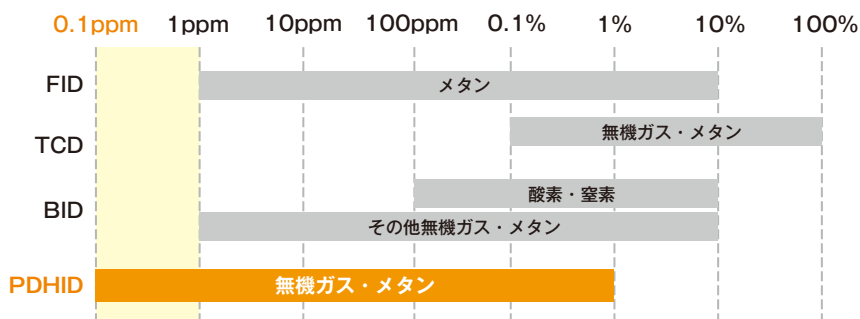 0.1ppm 1ppm 10ppm 100ppm 0.1% 1% 10% 100%
FID メタン
TCD 無機ガス・メタン
BID 酸素・窒素
その他無機ガス・メタン
PDHID 無機ガス・メタン